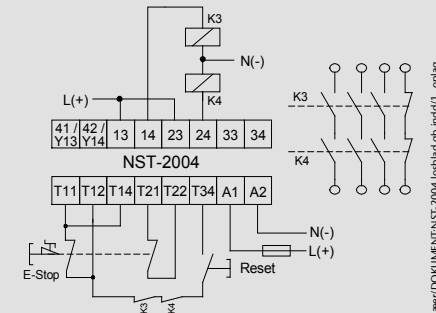 K3
N(-)
K4
L(+)
41 / Y13
42 / Y14
13
14
23
24
33
34
NST-2004
T11
T12
T14
T21
T22
T34
A1
A2
N(-)
L(+)
E-Stop
Reset
K3
K4
K3
K4